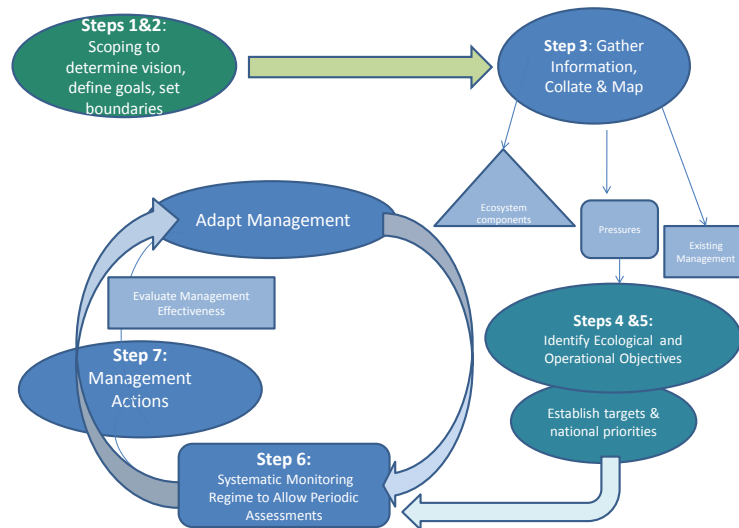 Steps 1&2:
Scoping to
determine vision,
define goals, set
boundaries
Step 3: Gather
Information,
Collate & Map
Ecosystem
components
Pressures
Existing
Management
Adapt Management
Evaluate Management
Effectiveness
Steps 4 &5:
Identify Ecological and
Operational Objectives
Step 7:
Management
Actions
Establish targets &
national priorities
Step 6:
Systematic Monitoring
Regime to Allow Periodic
Assessments